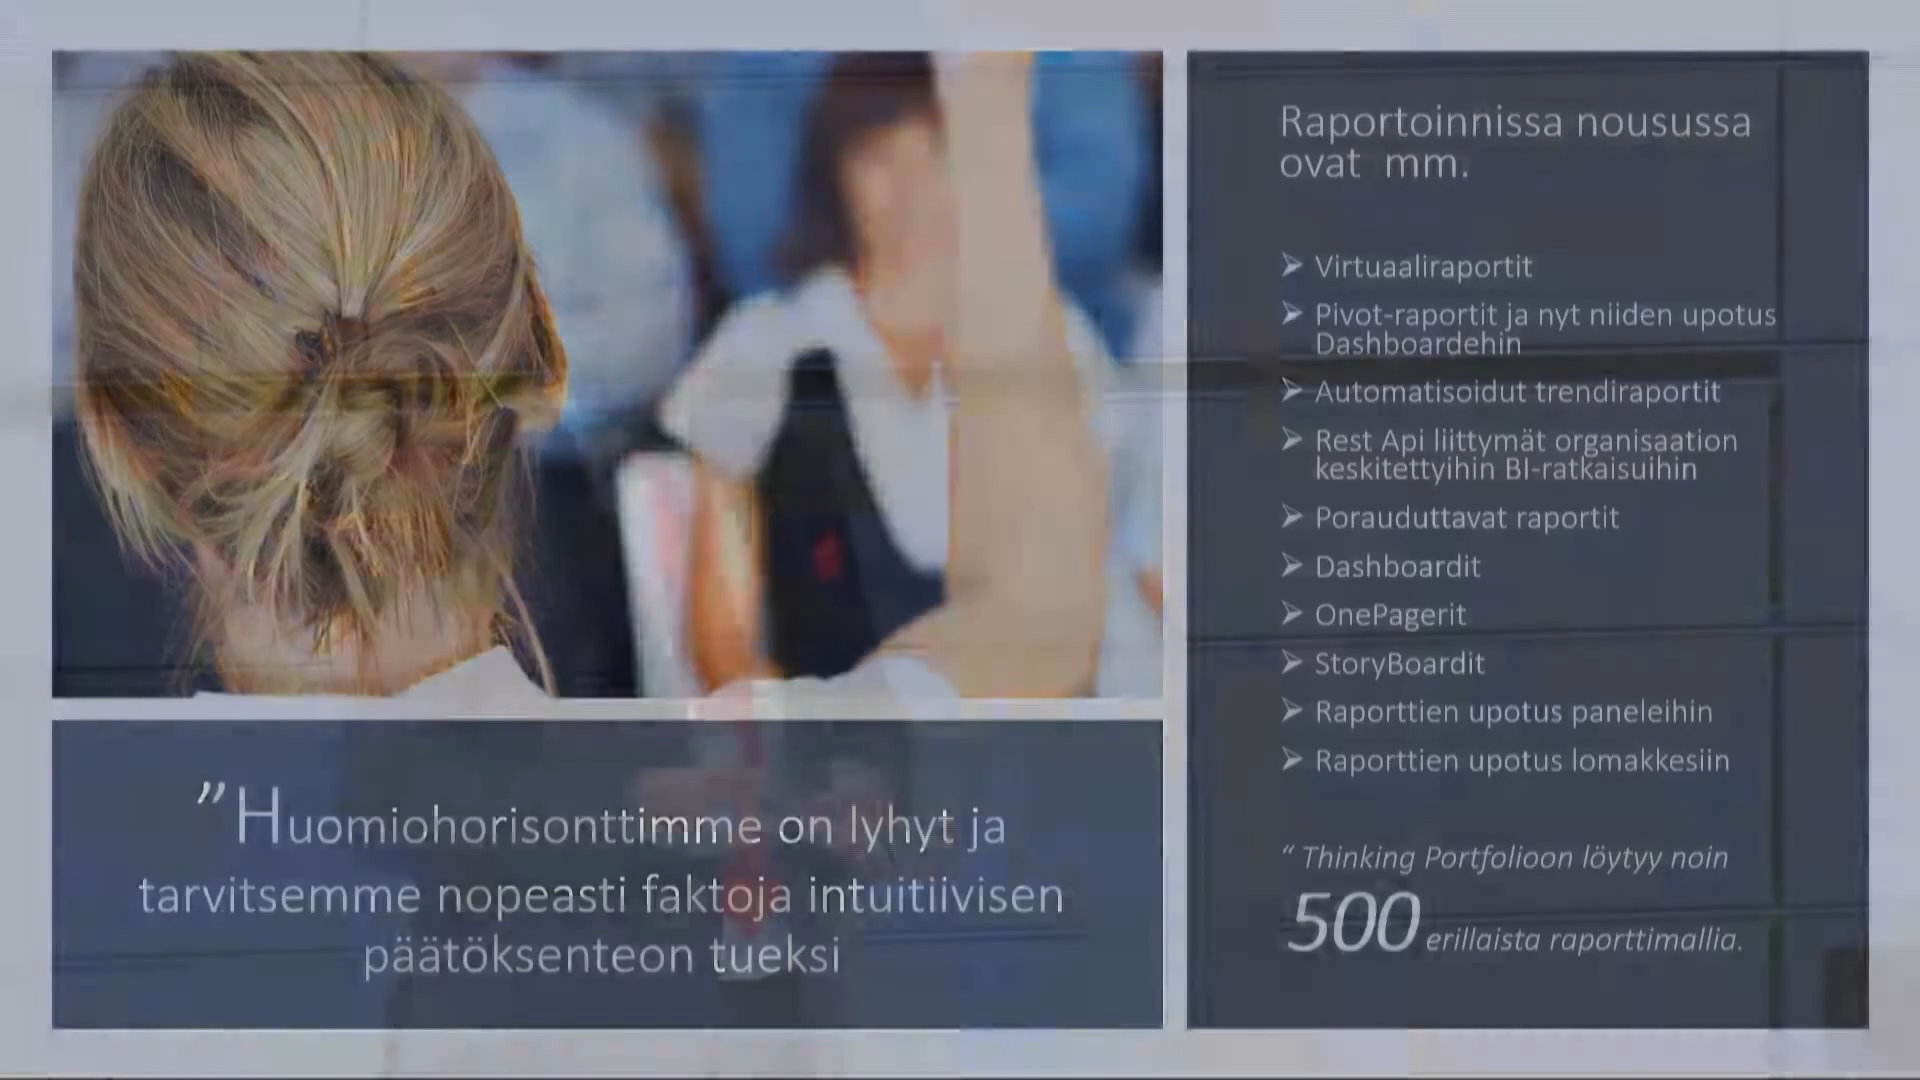 Raportoinnissa nousussa
ovat mm.
Virtuaaliraportit
Pivot-raportit ja nyt niiden upotus
Dashboardehin
Automatisoidut trendiraportit
Rest Api liittymät organisaation
keskitettyihin BI-ratkaisuihin
Porauduttavat raportit
Dashboardit
OnePagerit
StoryBoardit
Raporttien upotus paneleihin
Raporttien upotus lomakkesiin
“ Thinking Portfolioon löytyy noin
500 erillaista raporttimallia.
”Huomiohorisonttimme on lyhyt ja
tarvitsemme nopeasti faktoja intuitiivisen
päätöksenteon tueksi